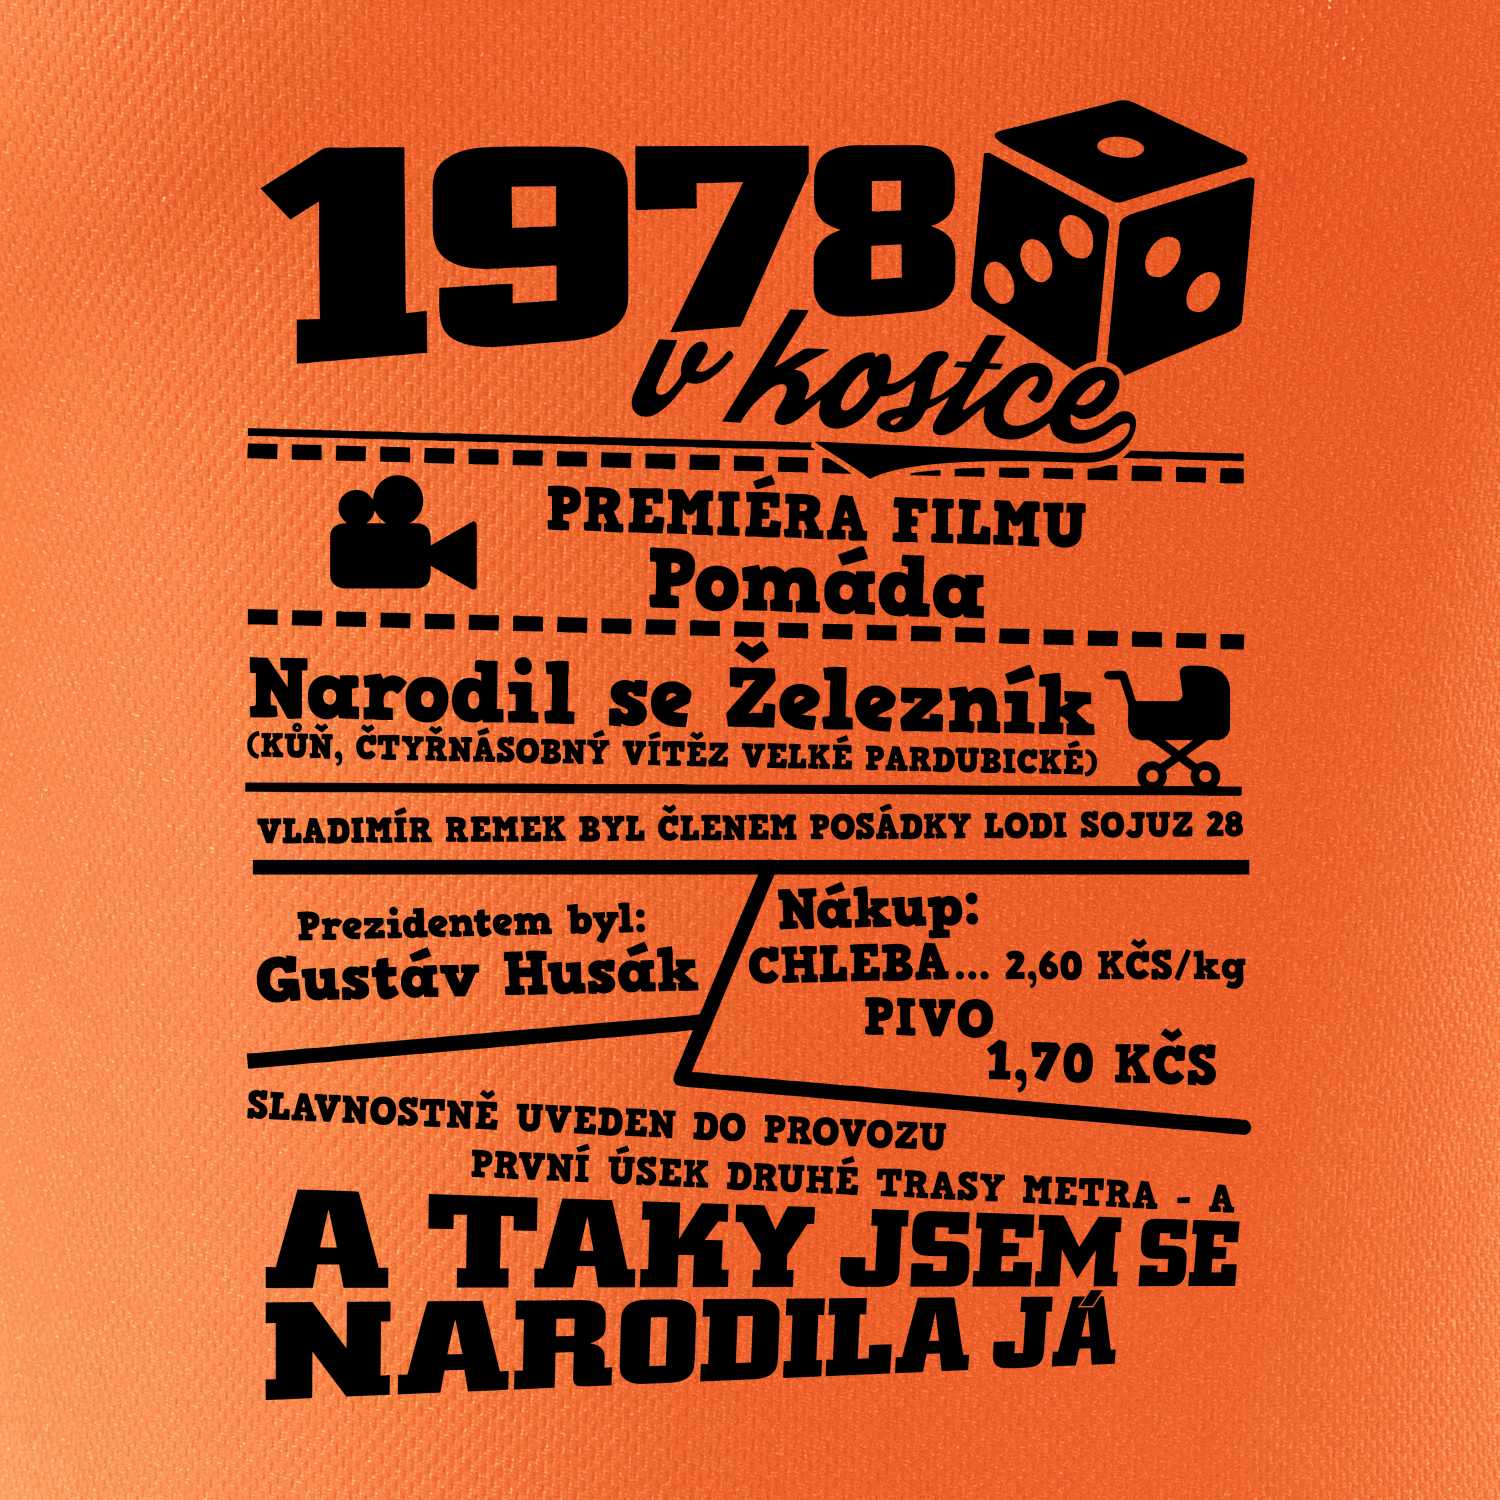 1978
v kostce
PREMIÉRA FILMU
Pomáda
Narodil se Železník
(KŮŇ, ČTYŘNÁSOBNÝ VÍTĚZ VELKÉ PARDUBICKÉ)
VLADIMÍR REMEK BYL ČLENEM POSÁDKY LODI SOJUZ 28
Prezidentem byl:
Gustáv Husák
Nákup:
CHLEBA... 2,60 KČS/kg
PIVO
1,70 KČS
SLAVNOSTNĚ UVEDEN DO PROVOZU
PRVNÍ ÚSEK DRUHÉ TRASY METRA - A
A TAKY JSEM SE
NARODILA JÁ